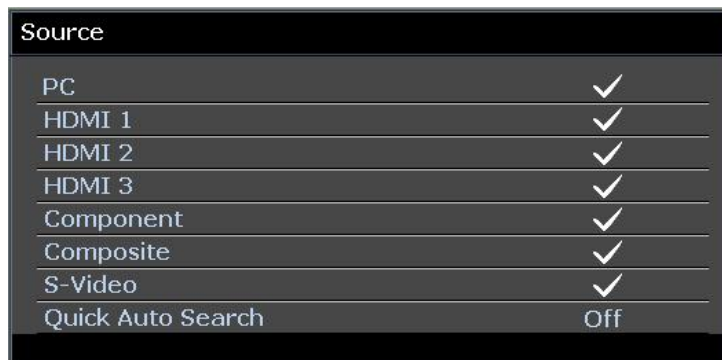 Source
PC ✓
HDMI 1 ✓
HDMI 2 ✓
HDMI 3 ✓
Component ✓
Composite ✓
S-Video ✓
Quick Auto Search Off